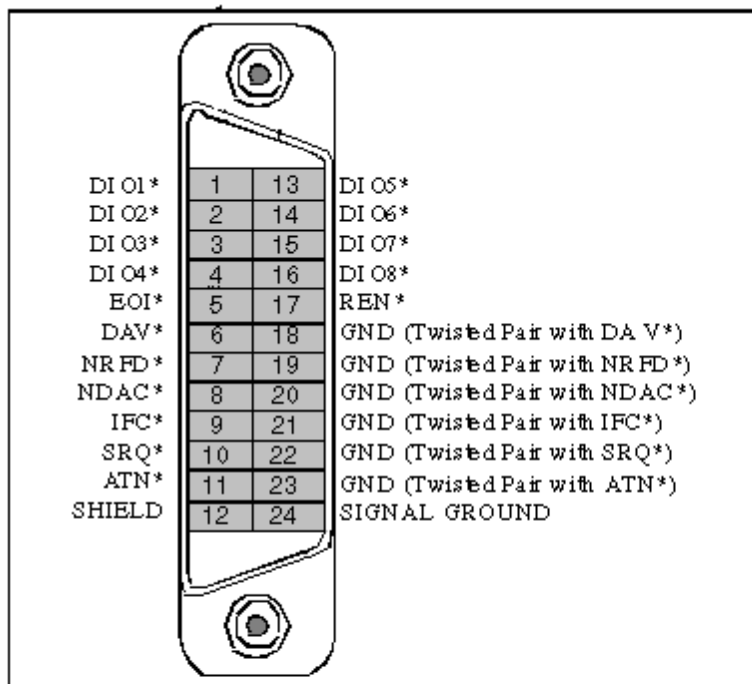 DIO1* 1 13 DIO5*
DIO2* 2 14 DIO6*
DIO3* 3 15 DIO7*
DIO4* 4 16 DIO8*
EOI* 5 17 REN*
DAV* 6 18 GND (Twisted Pair with DAV*)
NRFD* 7 19 GND (Twisted Pair with NRFD*)
NDAC* 8 20 GND (Twisted Pair with NDAC*)
IFC* 9 21 GND (Twisted Pair with IFC*)
SRQ* 10 22 GND (Twisted Pair with SRQ*)
ATN* 11 23 GND (Twisted Pair with ATN*)
SHIELD 12 24 SIGNAL GROUND